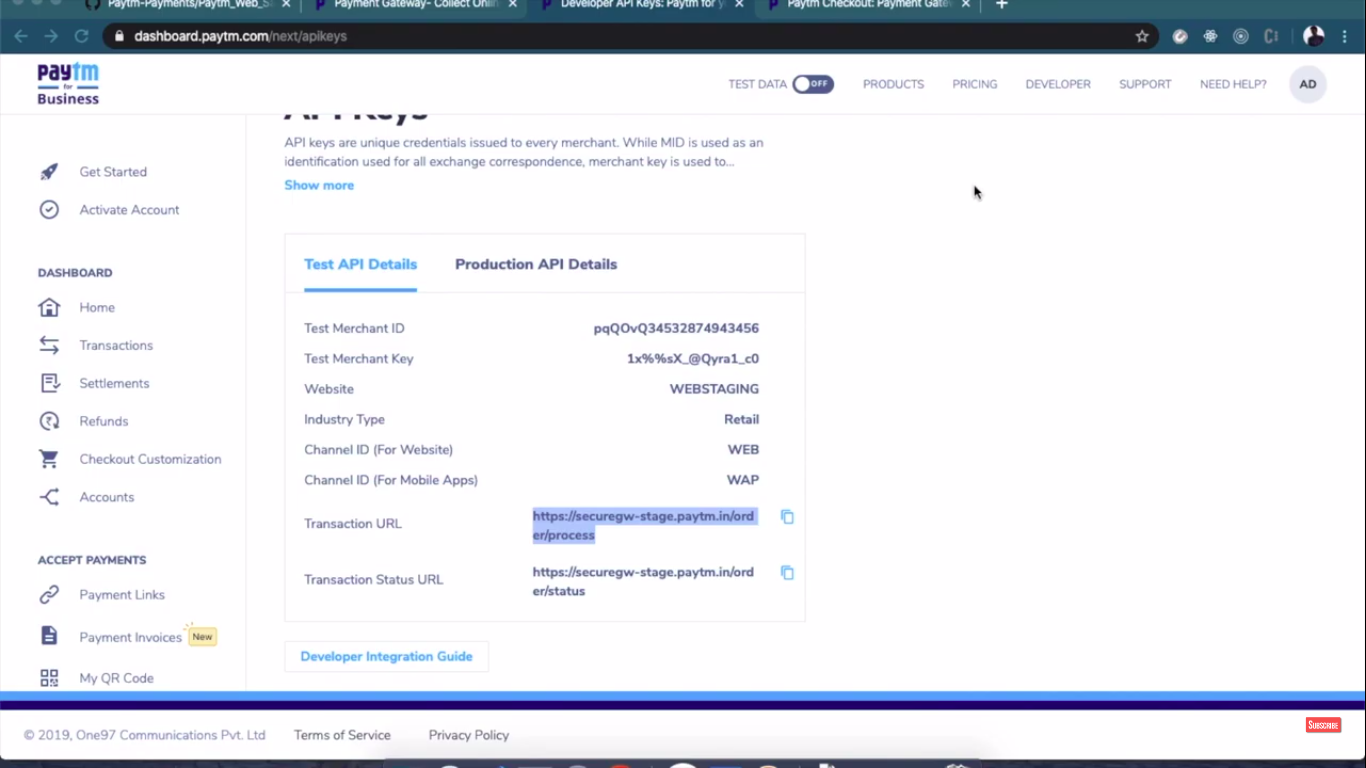 Paytm-Payments/Paytm_Web_S
Payment Gateway- Collect Onlin
Developer API Keys: Paytm for
Paytm Checkout: Payment Gate
dashboard.paytm.com/next/apikeys
paytm
for
Business
TEST DATA OFF PRODUCTS PRICING DEVELOPER SUPPORT NEED HELP? AD
API Keys
API keys are unique credentials issued to every merchant. While MID is used as an
identification used for all exchange correspondence, merchant key is used to...
Show more
Get Started
Activate Account
DASHBOARD
Home
Transactions
Settlements
Refunds
Checkout Customization
Accounts
ACCEPT PAYMENTS
Payment Links
Payment Invoices New
My QR Code
Test API Details Production API Details
Test Merchant ID pqQOvQ34532874943456
Test Merchant Key 1x%%sX_@Qyra1_c0
Website WEBSTAGING
Industry Type Retail
Channel ID (For Website) WEB
Channel ID (For Mobile Apps) WAP
Transaction URL https://securegw-stage.paytm.in/ord
er/process
Transaction Status URL https://securegw-stage.paytm.in/ord
er/status
Developer Integration Guide
SUBSCRIBE
© 2019, One97 Communications Pvt. Ltd Terms of Service Privacy Policy